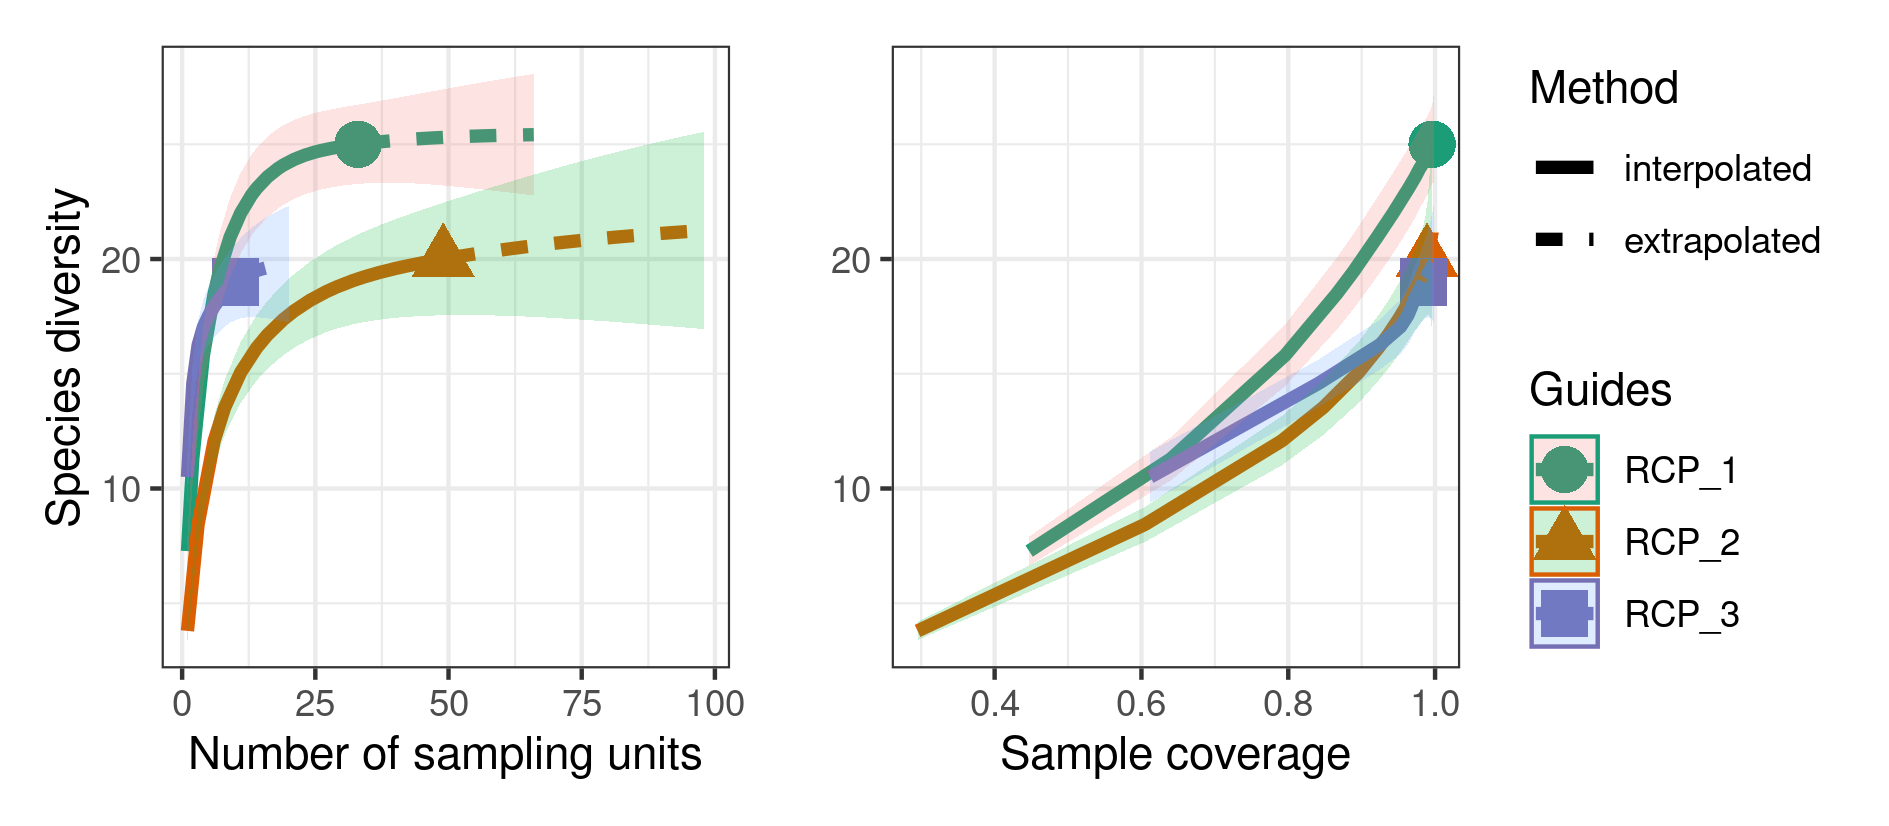 Species diversity
20
10
0 25 50 75 100
Number of sampling units
20
10
0.4 0.6 0.8 1.0
Sample coverage
Method
interpolated
extrapolated
Guides
RCP_1
RCP_2
RCP_3